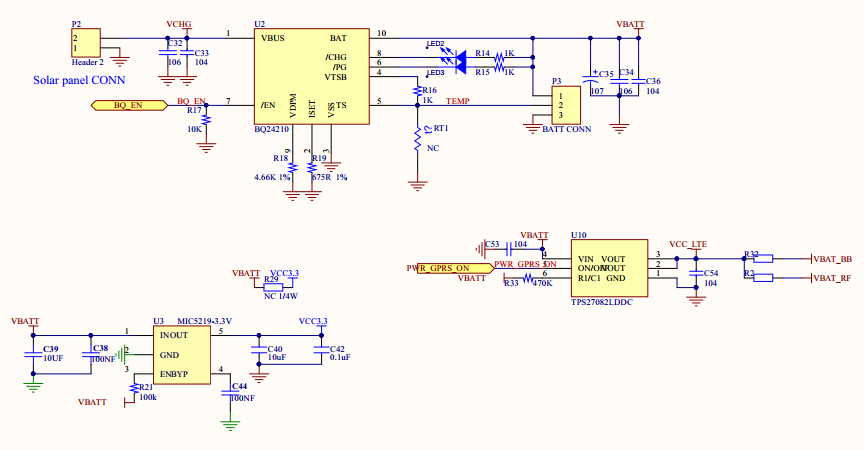 P2
2
1
Header 2
VCHG
C32
106
C33
104
Solar panel CONN
BQ_EN
BQ_EN
R17
10K
U2
1
VBUS
7
/EN
VDPM
ISET
VSS
BQ24210
BAT
10
/CHG
8
/PG
6
VTSB
4
TS
5
9
2
3
R18
4.66K 1%
R19
675R 1%
LED2
LED3
R14
1K
R15
1K
R16
1K
TEMP
t?
RT1
NC
P3
1
2
3
BATT CONN
VBATT
C35
107
C34
106
C36
104
VBATT
R29
VCC3.3
NC 1/4W
VBATT
C39
10UF
C38
100NF
U3
MIC5219-3.3V
1
INOUT
5
2
GND
3
ENBYP
4
R21
100k
VBATT
C44
100NF
VCC3.3
C40
10uF
C42
0.1uF
C53
104
VBATT
PWR_GPRS_ON
PWR_GPRS_ON
VBATT
R33
470K
U10
4
VIN
VOUT
3
5
ON/OFF
VOUT
2
6
R1/C1
GND
1
TPS27082LDDC
VCC_LTE
C54
104
R32
VBAT_BB
R2
VBAT_RF